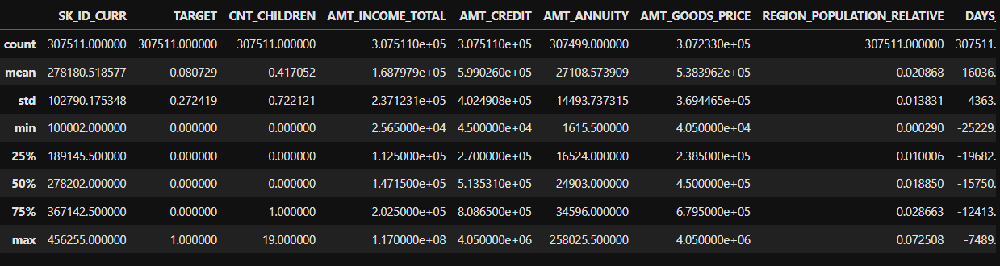 SK_ID_CURR TARGET CNT_CHILDREN AMT_INCOME_TOTAL AMT_CREDIT AMT_ANNUITY AMT_GOODS_PRICE REGION_POPULATION_RELATIVE DAYS_
count 307511.000000 307511.000000 307511.000000 3.075110e+05 3.075110e+05 307499.000000 3.072330e+05 307511.000000 307511.
mean 278180.518577 0.080729 0.417052 1.687979e+05 5.990260e+05 27108.573909 5.383962e+05 0.020868 -16036.
std 102790.175348 0.272419 0.722121 2.371231e+05 4.024908e+05 14493.737315 3.694465e+05 0.013831 4363.
min 100002.000000 0.000000 0.000000 2.565000e+04 4.500000e+04 1615.500000 4.050000e+04 0.000290 -25229.
25% 189145.500000 0.000000 0.000000 1.125000e+05 2.700000e+05 16524.000000 2.385000e+05 0.010006 -19682.
50% 278202.000000 0.000000 0.000000 1.471500e+05 5.135310e+05 24903.000000 4.500000e+05 0.018850 -15750.
75% 367142.500000 0.000000 1.000000 2.025000e+05 8.086500e+05 34596.000000 6.795000e+05 0.028663 -12413.
max 456255.000000 1.000000 19.000000 1.170000e+08 4.050000e+06 258025.500000 4.050000e+06 0.072508 -7489.